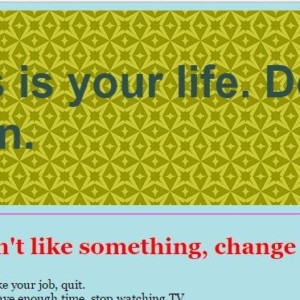 s is your life. Do
n.
n't like something, change
ke your job, quit.
ave enough time, stop watching TV